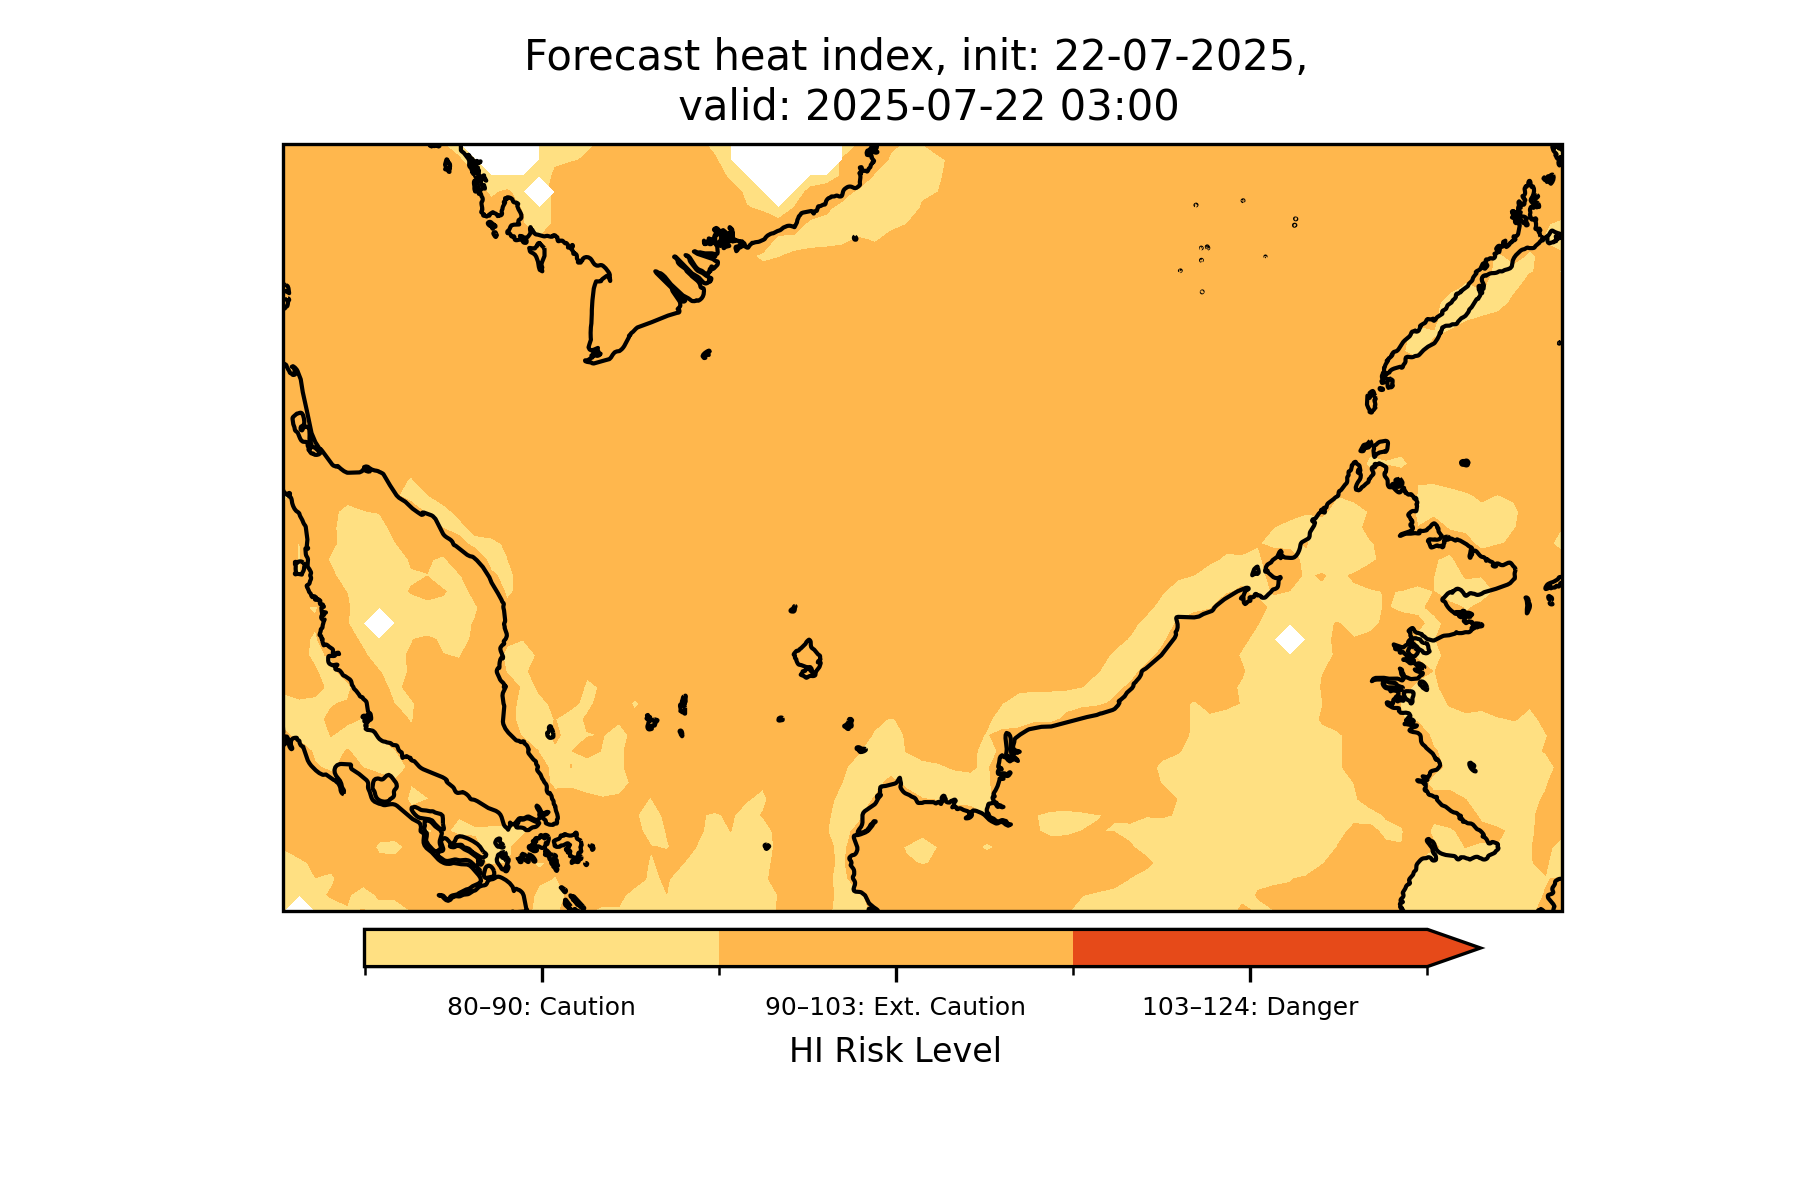 Forecast heat index, init: 22-07-2025,
valid: 2025-07-22 03:00
80–90: Caution
90–103: Ext. Caution
103–124: Danger
HI Risk Level